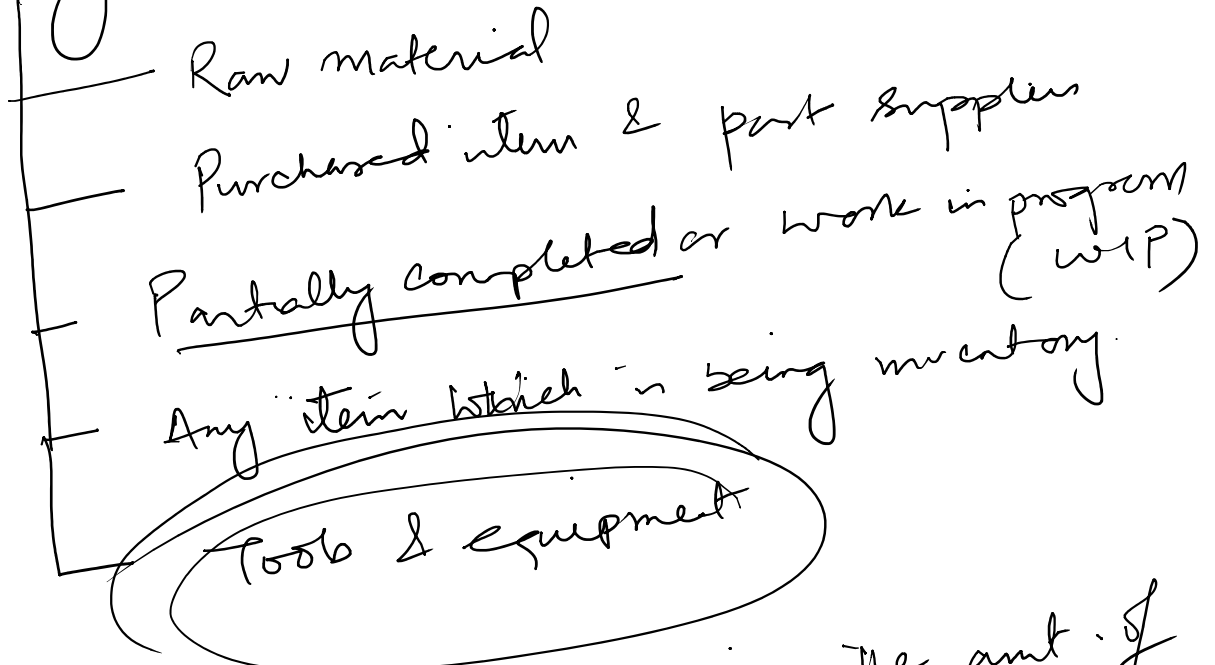 Raw material
Purchased item & part supplies
Partially completed or work in progress
(WIP)
Any item which is being inventory
Tools & equipment
The amt. of